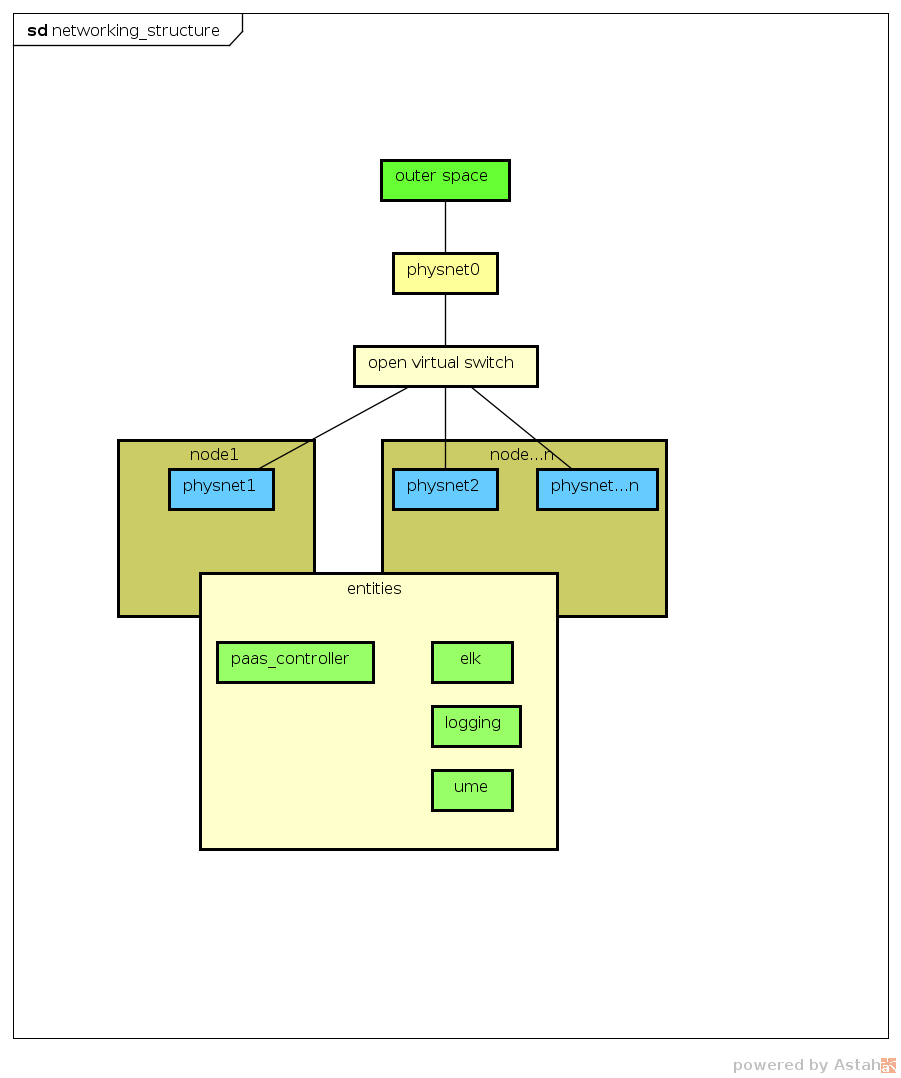 sd networking_structure
outer space
physnet0
open virtual switch
node1
node...n
physnet1
physnet2
physnet...n
entities
paas_controller
elk
logging
ume
powered by Astah